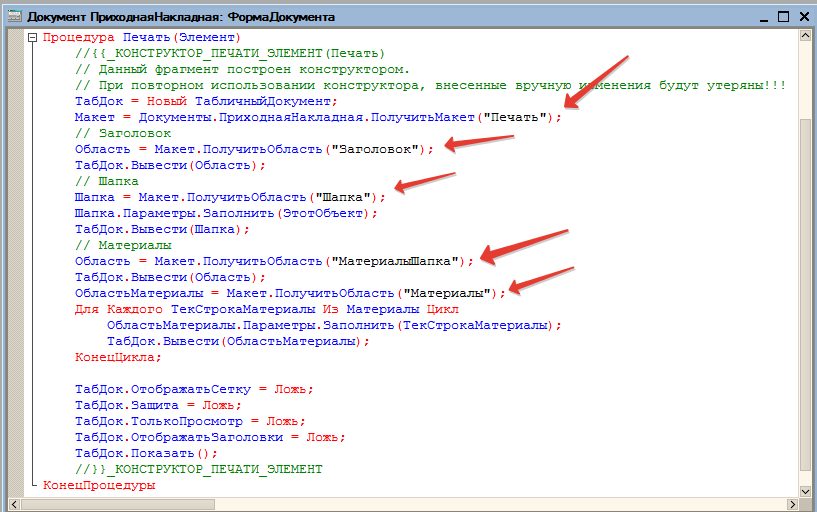 Документ ПриходнаяНакладная: ФормаДокумента
Процедура Печать(Элемент)
//{{_КОНСТРУКТОР_ПЕЧАТИ_ЭЛЕМЕНТ(Печать)
// Данный фрагмент построен конструктором.
// При повторном использовании конструктора, внесенные вручную изменения будут утеряны!!!
ТабДок = Новый ТабличныйДокумент;
Макет = Документы.ПриходнаяНакладная.ПолучитьМакет("Печать");
// Заголовок
Область = Макет.ПолучитьОбласть("Заголовок");
ТабДок.Вывести(Область);
// Шапка
Шапка = Макет.ПолучитьОбласть("Шапка");
Шапка.Параметры.Заполнить(ЭтотОбъект);
ТабДок.Вывести(Шапка);
// Материалы
Область = Макет.ПолучитьОбласть("МатериалыШапка");
ТабДок.Вывести(Область);
ОбластьМатериалы = Макет.ПолучитьОбласть("Материалы");
Для Каждого ТекСтрокаМатериалы Из Материалы Цикл
ОбластьМатериалы.Параметры.Заполнить(ТекСтрокаМатериалы);
ТабДок.Вывести(ОбластьМатериалы);
КонецЦикла;
ТабДок.ОтображатьСетку = Ложь;
ТабДок.Защита = Ложь;
ТабДок.ТолькоПросмотр = Ложь;
ТабДок.ОтображатьЗаголовки = Ложь;
ТабДок.Показать();
//}}_КОНСТРУКТОР_ПЕЧАТИ_ЭЛЕМЕНТ
КонецПроцедуры